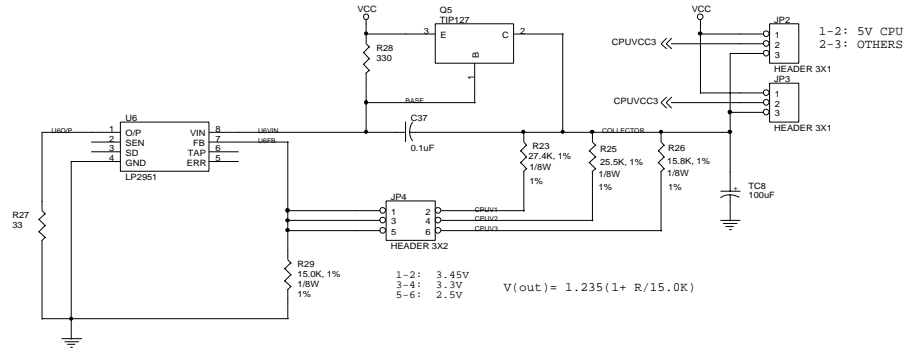 VCC
Q5
TIP127
3 E C 2
B
1
R28
330
BASE
VCC
JP2
1
2
3
HEADER 3X1
CPUVCC3
1-2: 5V CPU
2-3: OTHERS
JP3
1
2
3
HEADER 3X1
CPUVCC3
U6
U6O/P 1 O/P VIN 8 U6VIN
2 SEN FB 7 U6FB
3 SD TAP 6
4 GND ERR 5
LP2951
C37
0.1uF
COLLECTOR
R23
27.4K, 1%
1/8W
1%
R25
25.5K, 1%
1/8W
1%
R26
15.8K, 1%
1/8W
1%
TC8
+
100uF
R27
33
JP4
1 2 CPUV1
3 4 CPUV2
5 6 CPUV3
HEADER 3X2
R29
15.0K, 1%
1/8W
1%
1-2: 3.45V
3-4: 3.3V
5-6: 2.5V
V(out)= 1.235(1+ R/15.0K)